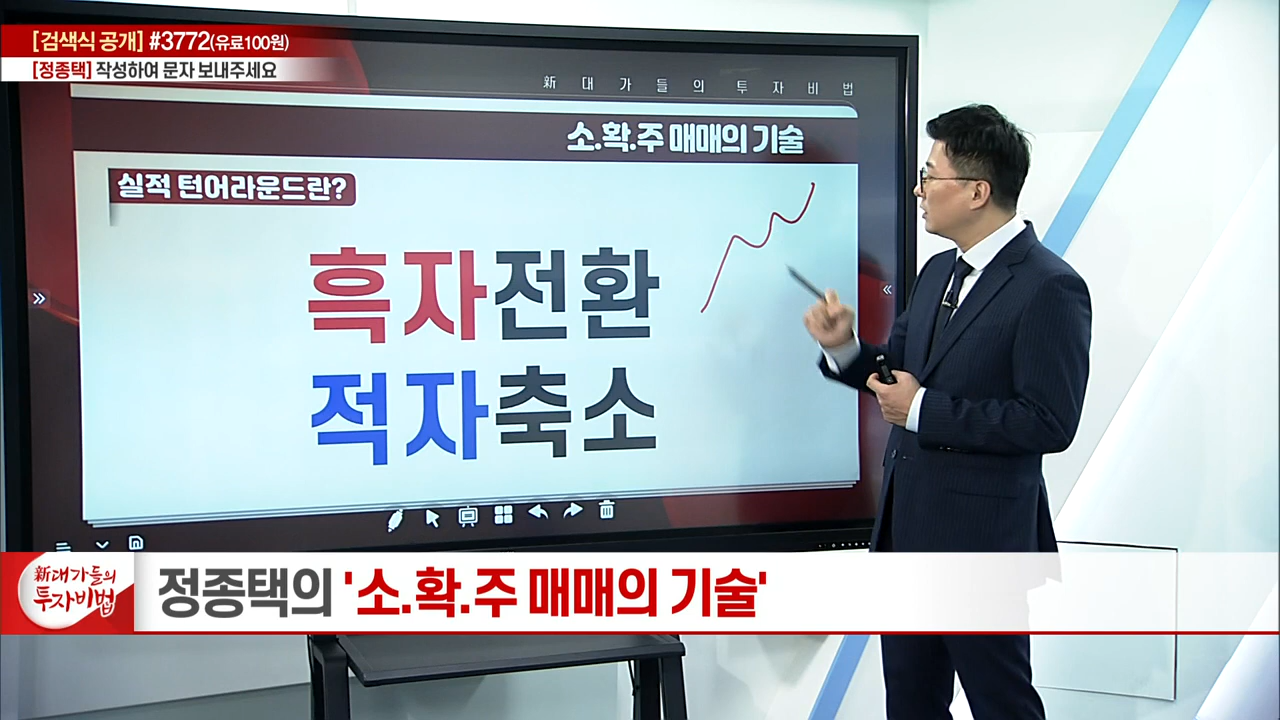 [검색식 공개] #3772(유료100원)
[정종택] 작성하여 문자 보내주세요
新 대 가 들 의 투 자 비 법
소.확.주 매매의 기술
실적 턴어라운드란?
흑자전환
적자축소
新대가들의
투자비법
정종택의 '소.확.주 매매의 기술'